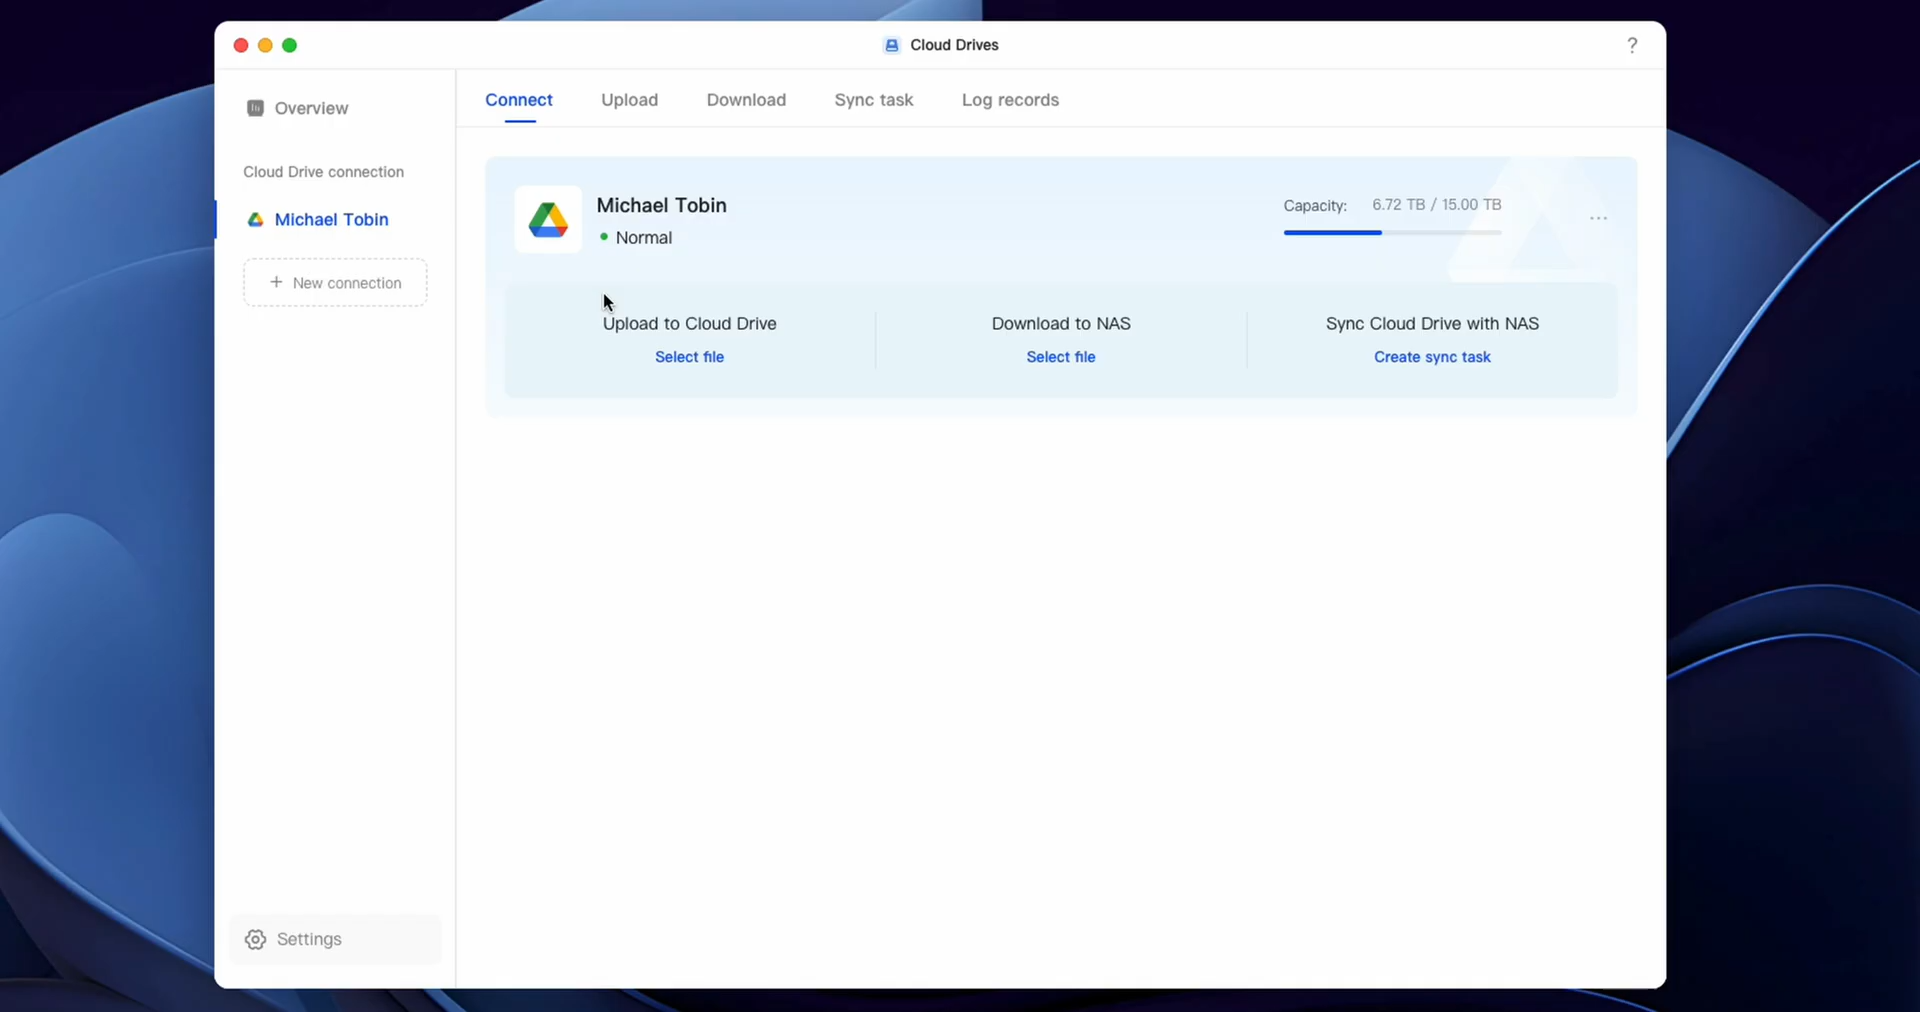 Cloud Drives
?
Overview
Cloud Drive connection
Michael Tobin
+ New connection
Settings
Connect Upload Download Sync task Log records
Michael Tobin
Normal
Capacity: 6.72 TB / 15.00 TB
...
Upload to Cloud Drive
Select file
Download to NAS
Select file
Sync Cloud Drive with NAS
Create sync task